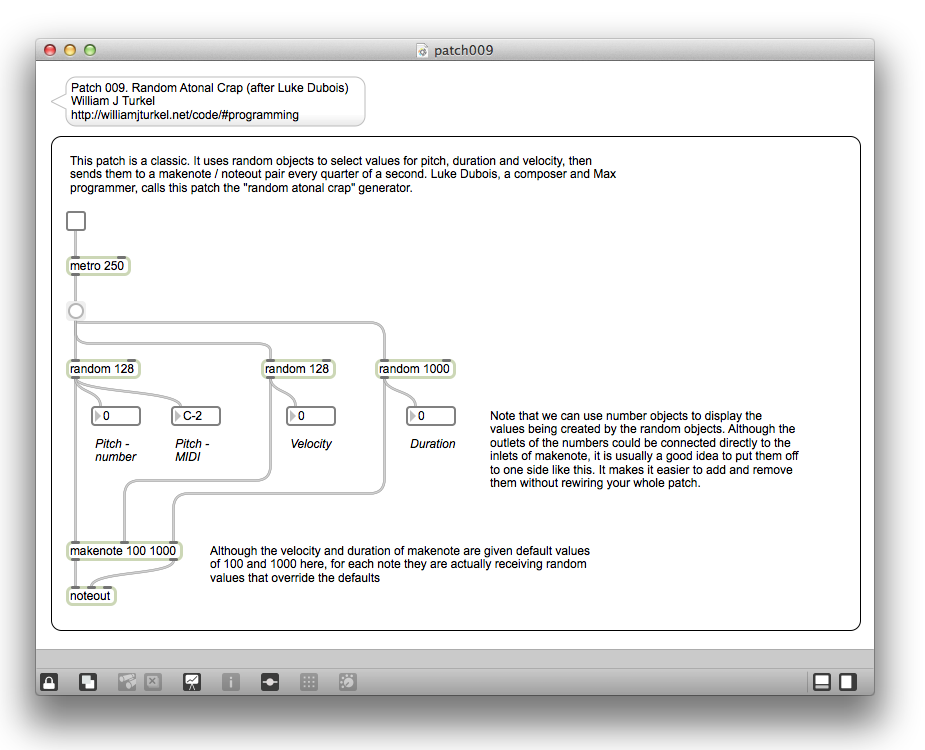 patch009
Patch 009. Random Atonal Crap (after Luke Dubois)
William J Turkel
http://williamjturkel.net/code/#programming
This patch is a classic. It uses random objects to select values for pitch, duration and velocity, then
sends them to a makenote / noteout pair every quarter of a second. Luke Dubois, a composer and Max
programmer, calls this patch the "random atonal crap" generator.
metro 250
random 128
random 128
random 1000
0
C-2
0
0
Pitch -
number
Pitch -
MIDI
Velocity
Duration
Note that we can use number objects to display the
values being created by the random objects. Although the
outlets of the numbers could be connected directly to the
inlets of makenote, it is usually a good idea to put them off
to one side like this. It makes it easier to add and remove
them without rewiring your whole patch.
makenote 100 1000
Although the velocity and duration of makenote are given default values
of 100 and 1000 here, for each note they are actually receiving random
values that override the defaults
noteout